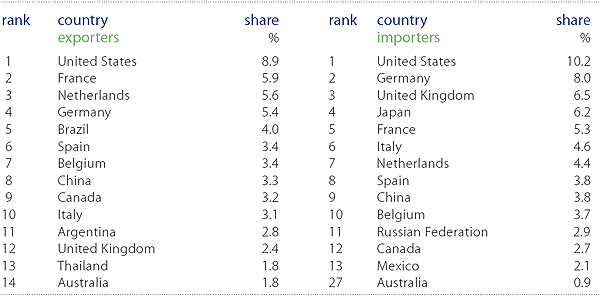 rank country share rank country share
exporters % importers %
1 United States 8.9 1 United States 10.2
2 France 5.9 2 Germany 8.0
3 Netherlands 5.6 3 United Kingdom 6.5
4 Germany 5.4 4 Japan 6.2
5 Brazil 4.0 5 France 5.3
6 Spain 3.4 6 Italy 4.6
7 Belgium 3.4 7 Netherlands 4.4
8 China 3.3 8 Spain 3.8
9 Canada 3.2 9 China 3.8
10 Italy 3.1 10 Belgium 3.7
11 Argentina 2.8 11 Russian Federation 2.9
12 United Kingdom 2.4 12 Canada 2.7
13 Thailand 1.8 13 Mexico 2.1
14 Australia 1.8 27 Australia 0.9